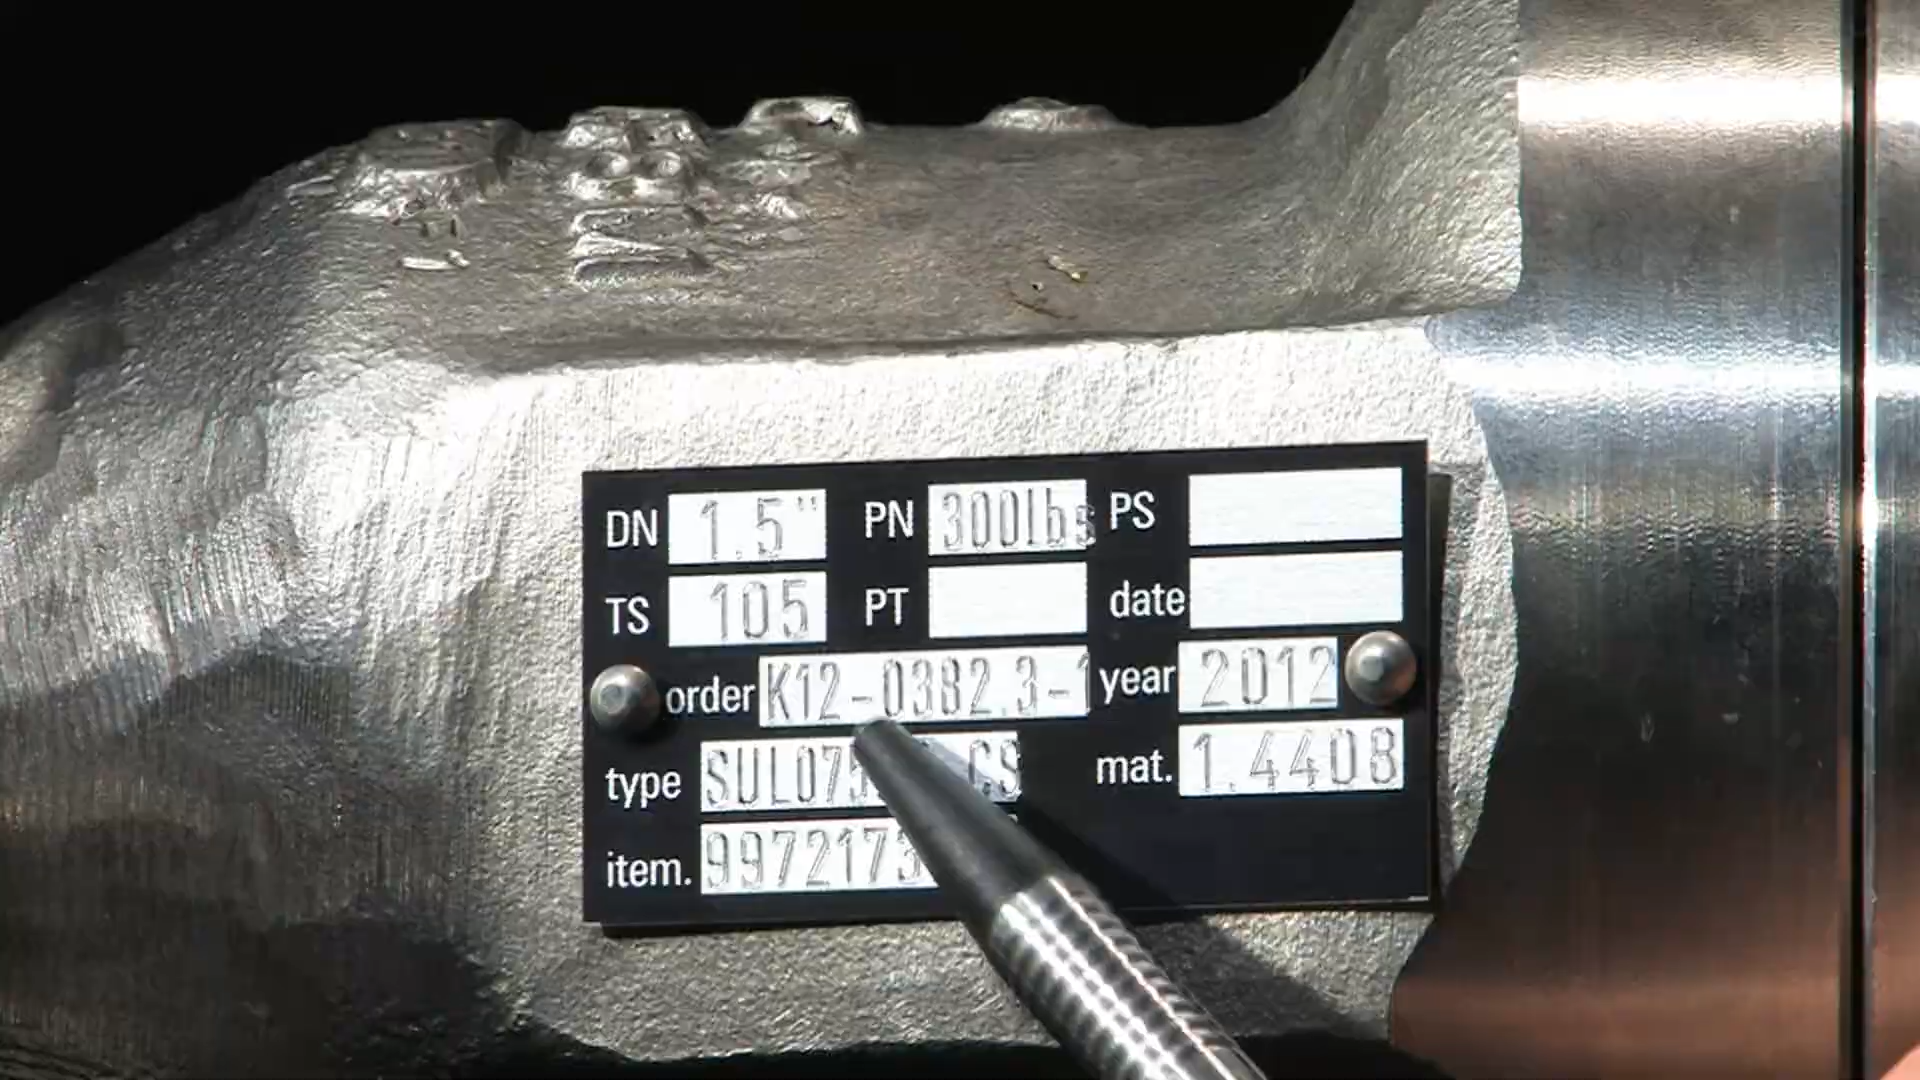 DN 1.5" PN 300lbs PS
TS 105 PT date
order K12-0382.3-1 year 2012
type CS mat. 1.4408
item.